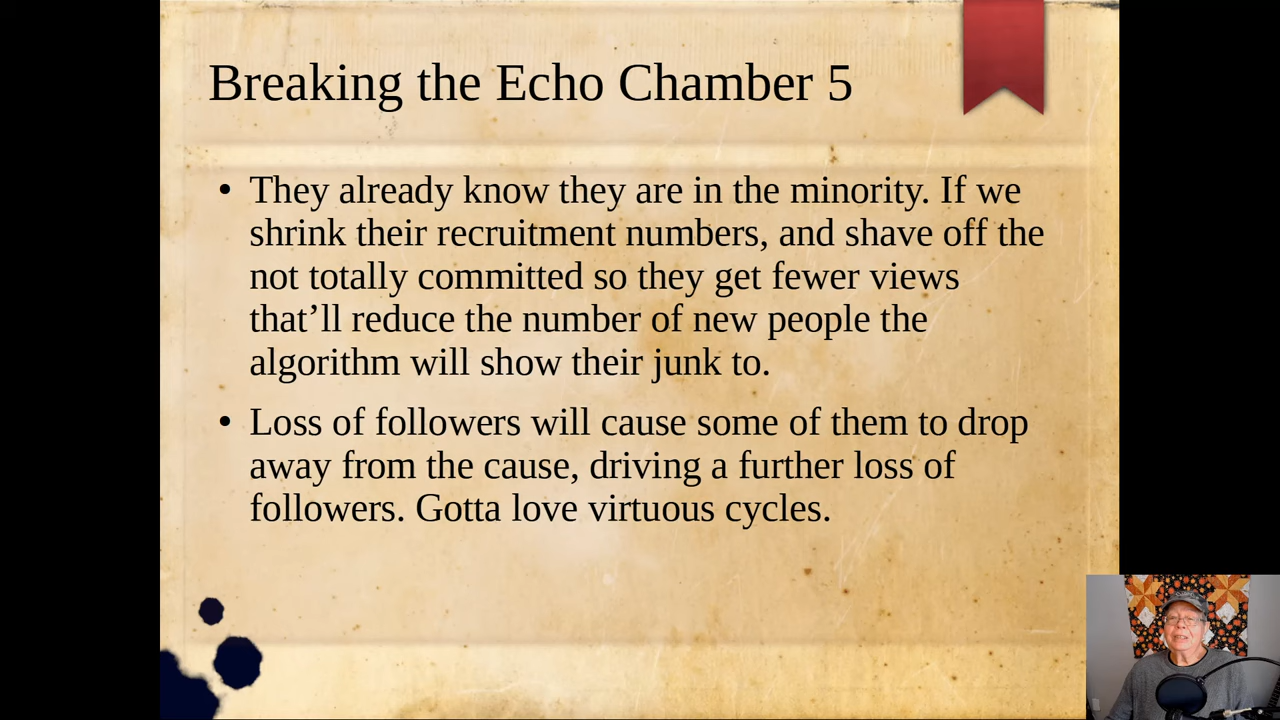 Breaking the Echo Chamber 5
• They already know they are in the minority. If we
shrink their recruitment numbers, and shave off the
not totally committed so they get fewer views
that’ll reduce the number of new people the
algorithm will show their junk to.
• Loss of followers will cause some of them to drop
away from the cause, driving a further loss of
followers. Gotta love virtuous cycles.